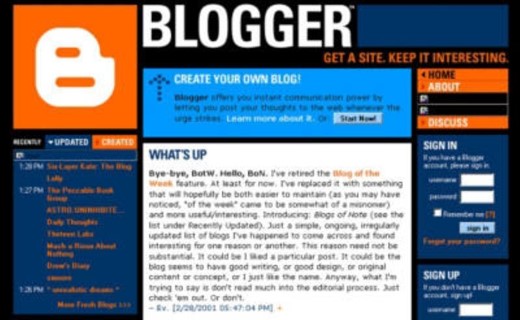 BLOGGER™
GET A SITE. KEEP IT INTERESTING.
CREATE YOUR OWN BLOG!
Blogger offers you instant communication power by
letting you post your thoughts to the web whenever the
urge strikes. Learn more about it. Or Start Now!
HOME
ABOUT
DISCUSS
RECENTLY UPDATED CREATED
1:28 PM Six-Layer Kate: The Blog
Lally
1:27 PM The Peccable Book
Group
ASTRO.UNINHIBITE...
Daily Thoughts
Thirteen Labs
Much a Rinoa About
Nothing
Drew's Diary
1:26 PM * unrealistic dreams *
More Fresh Blogs >>>
WHAT'S UP
Bye-bye, BotW. Hello, BoN. I've retired the Blog of the
Week feature. At least for now. I've replaced it with something
that will hopefully be both easier to maintain (as you may have
noticed, "of the week" came to be somewhat of a misnomer)
and more useful/interesting. Introducing: Blogs of Note (see the
list under Recently Updated). Just a simple, ongoing, irregularly
updated list of blogs I've happened to come across and found
interesting for one reason or another. This reason need not be
substantial. It could be I liked a particular post. It could be the
blog seems to have good writing, or good design, or original
content or concept, or I just like the name. Anyway, what I'm
trying to say is don't read much into the editorial process. Just
check 'em out. Or don't.
– Ev. [2/28/2001 05:47:04 PM] +
SIGN IN
If you have a Blogger
account, please sign in.
username:
password:
Remember me [?]
sign in
Forgot your password?
SIGN UP
If you don't have a Blogger
account, sign up!
username: